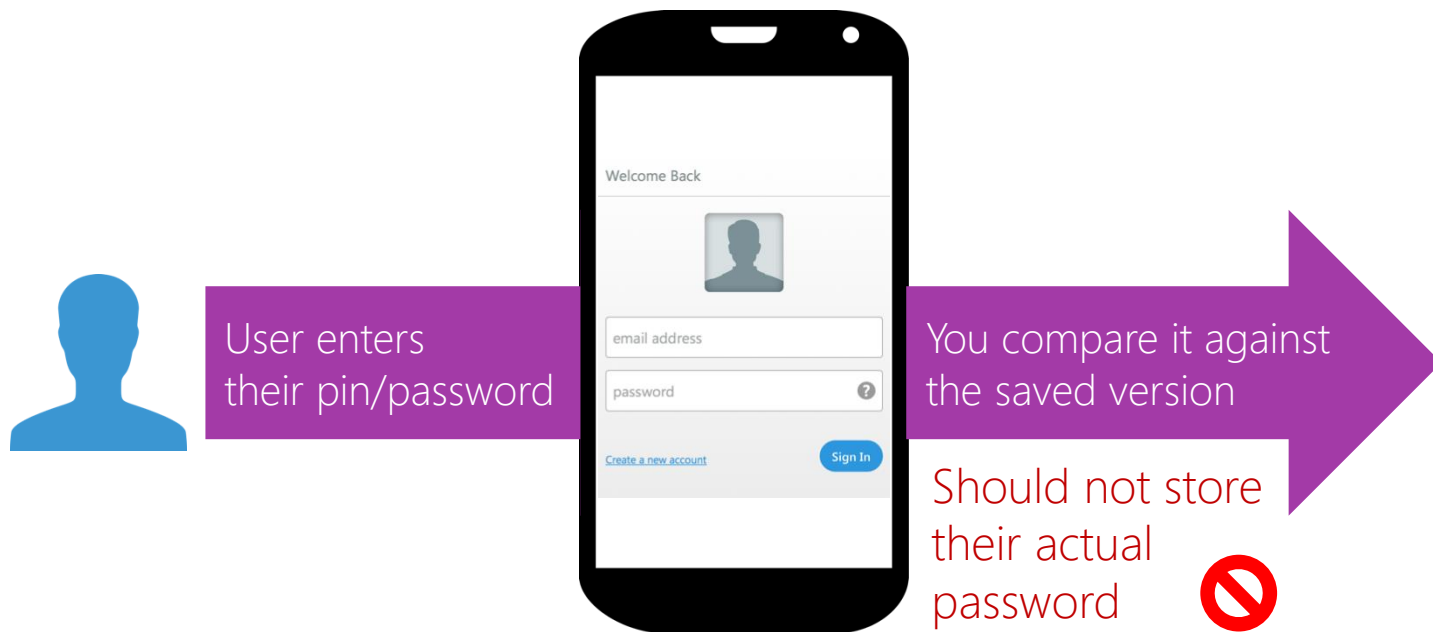 User enters
their pin/password
Welcome Back
email address
password
?
Create a new account
Sign In
You compare it against
the saved version
Should not store
their actual
password